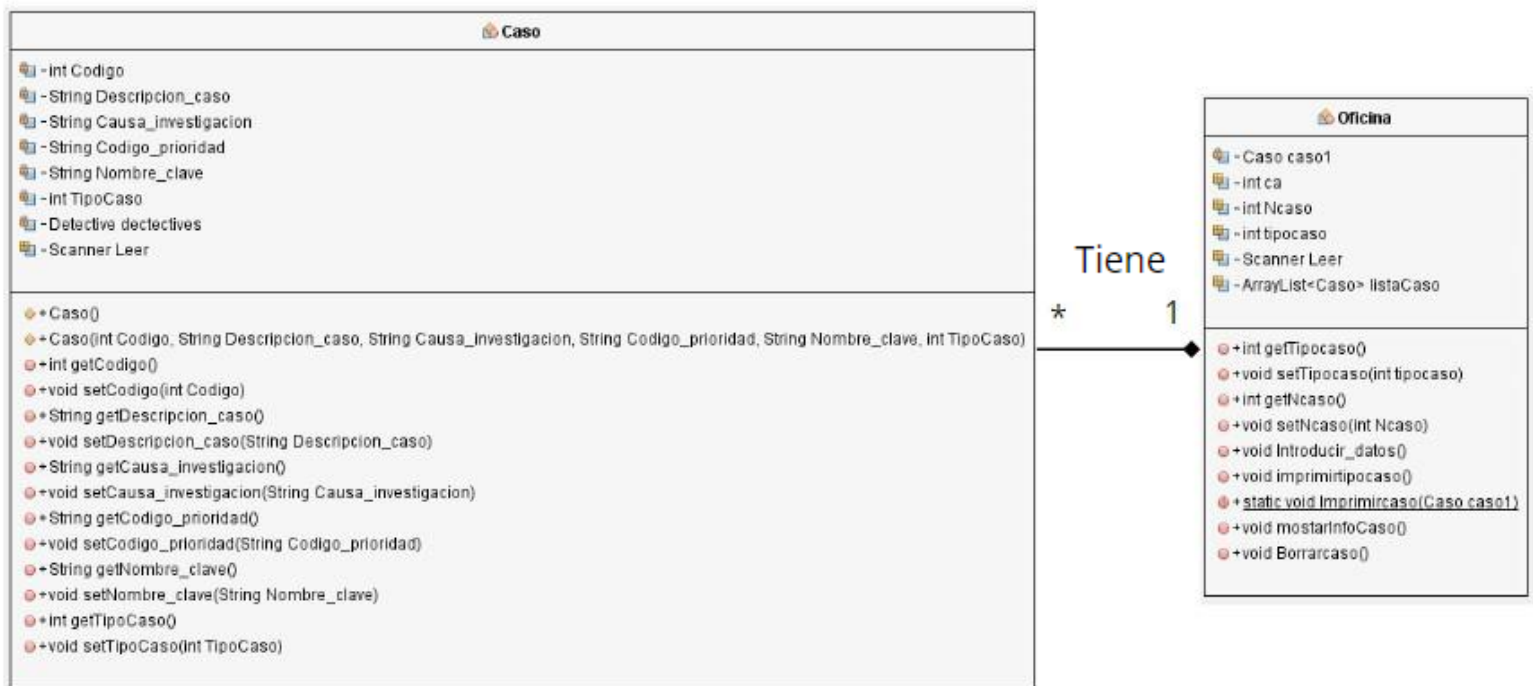 Caso
-int Codigo
-String Descripcion_caso
-String Causa_investigacion
-String Codigo_prioridad
-String Nombre_clave
-int TipoCaso
-Detective dectectives
-Scanner Leer
+Caso()
+Caso(int Codigo, String Descripcion_caso, String Causa_investigacion, String Codigo_prioridad, String Nombre_clave, int TipoCaso)
+int getCodigo()
+void setCodigo(int Codigo)
+String getDescripcion_caso()
+void setDescripcion_caso(String Descripcion_caso)
+String getCausa_investigacion()
+void setCausa_investigacion(String Causa_investigacion)
+String getCodigo_prioridad()
+void setCodigo_prioridad(String Codigo_prioridad)
+String getNombre_clave()
+void setNombre_clave(String Nombre_clave)
+int getTipoCaso()
+void setTipoCaso(int TipoCaso)
Tiene
* 1
Oficina
-Caso caso1
-int ca
-int Ncaso
-int tipocaso
-Scanner Leer
-ArrayList<Caso> listaCaso
+int getTipocaso()
+void setTipocaso(int tipocaso)
+int getNcaso()
+void setNcaso(int Ncaso)
+void Introducir_datos()
+void imprimirtipocaso()
+static void Imprimircaso(Caso caso1)
+void mostarInfoCaso()
+void Borrarcaso()